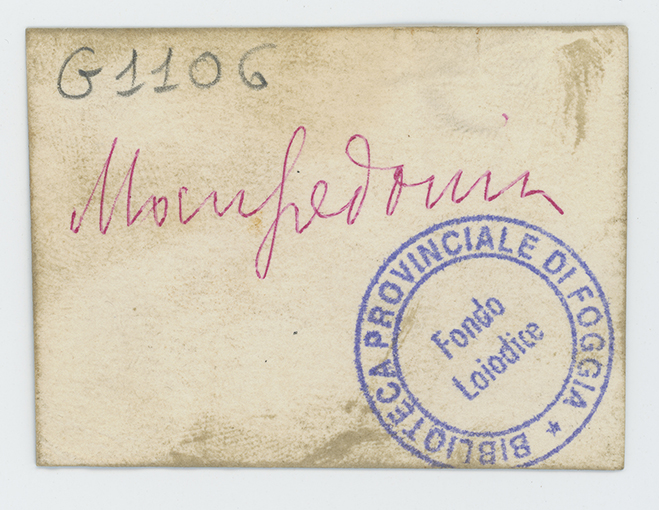 G1106
Manfredonia
BIBLIOTECA PROVINCIALE DI FOGGIA
Fondo
Loiodice